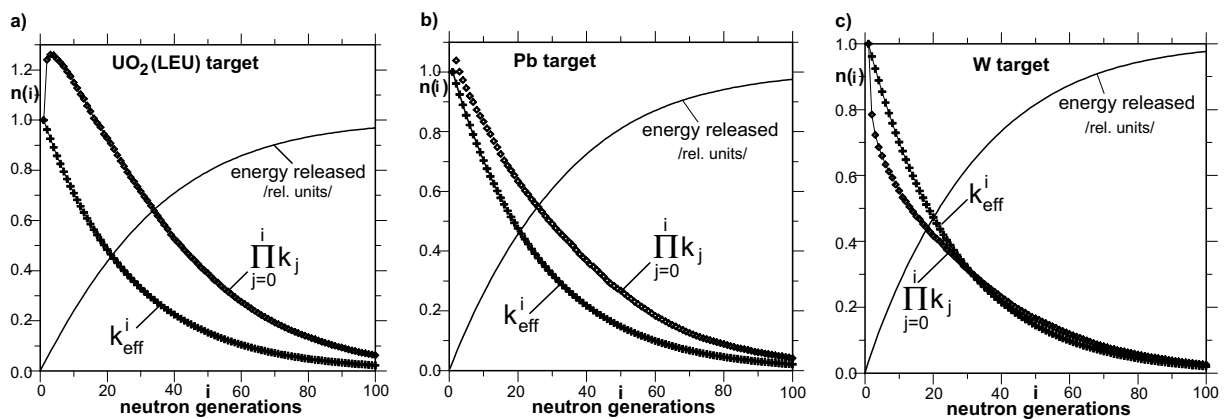 a)
UO2(LEU) target
n(i)
1.2
1.0
0.8
0.6
0.4
0.2
0.0
energy released
/rel. units/
i
∏ kj
j=0
k i eff
0 20 40 60 80 100
i
neutron generations
b)
Pb target
n(i)
1.0
0.8
0.6
0.4
0.2
0.0
energy released
/rel. units/
i
∏ kj
j=0
k i eff
0 20 40 60 80 100
i
neutron generations
c)
W target
n(i)
1.0
0.8
0.6
0.4
0.2
0.0
energy released
/rel. units/
k i eff
i
∏ kj
j=0
0 20 40 60 80 100
i
neutron generations